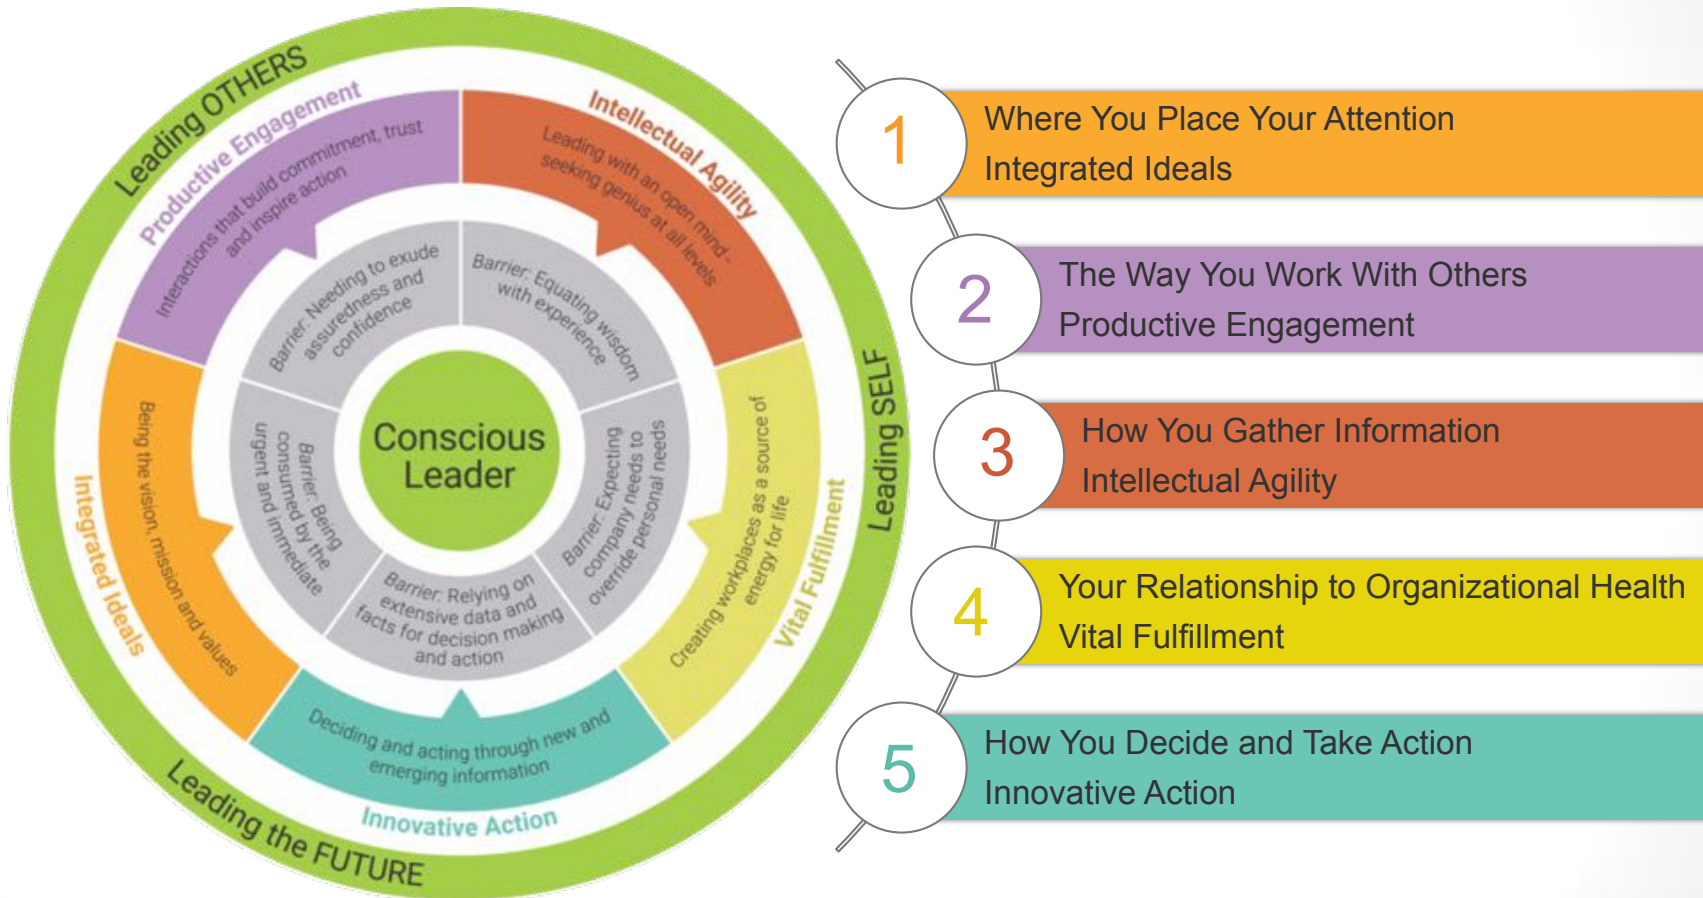 Leading OTHERS
Productive Engagement
Interactions that build commitment, trust
and inspire action
Barrier: Needing to exude
assuredness and
confidence
Intellectual Agility
Leading with an open mind -
seeking genius at all levels
Barrier: Equating wisdom
with experience
Leading SELF
Vital Fulfillment
Creating workplaces as a source of
energy for life
Barrier: Expecting
company needs to
override personal needs
Conscious
Leader
Integrated Ideals
Being the vision, mission and values
Barrier: Being
consumed by the
urgent and immediate
Barrier: Relying on
extensive data and
facts for decision making
and action
Deciding and acting through new and
emerging information
Innovative Action
Leading the FUTURE
1
Where You Place Your Attention
Integrated Ideals
2
The Way You Work With Others
Productive Engagement
3
How You Gather Information
Intellectual Agility
4
Your Relationship to Organizational Health
Vital Fulfillment
5
How You Decide and Take Action
Innovative Action